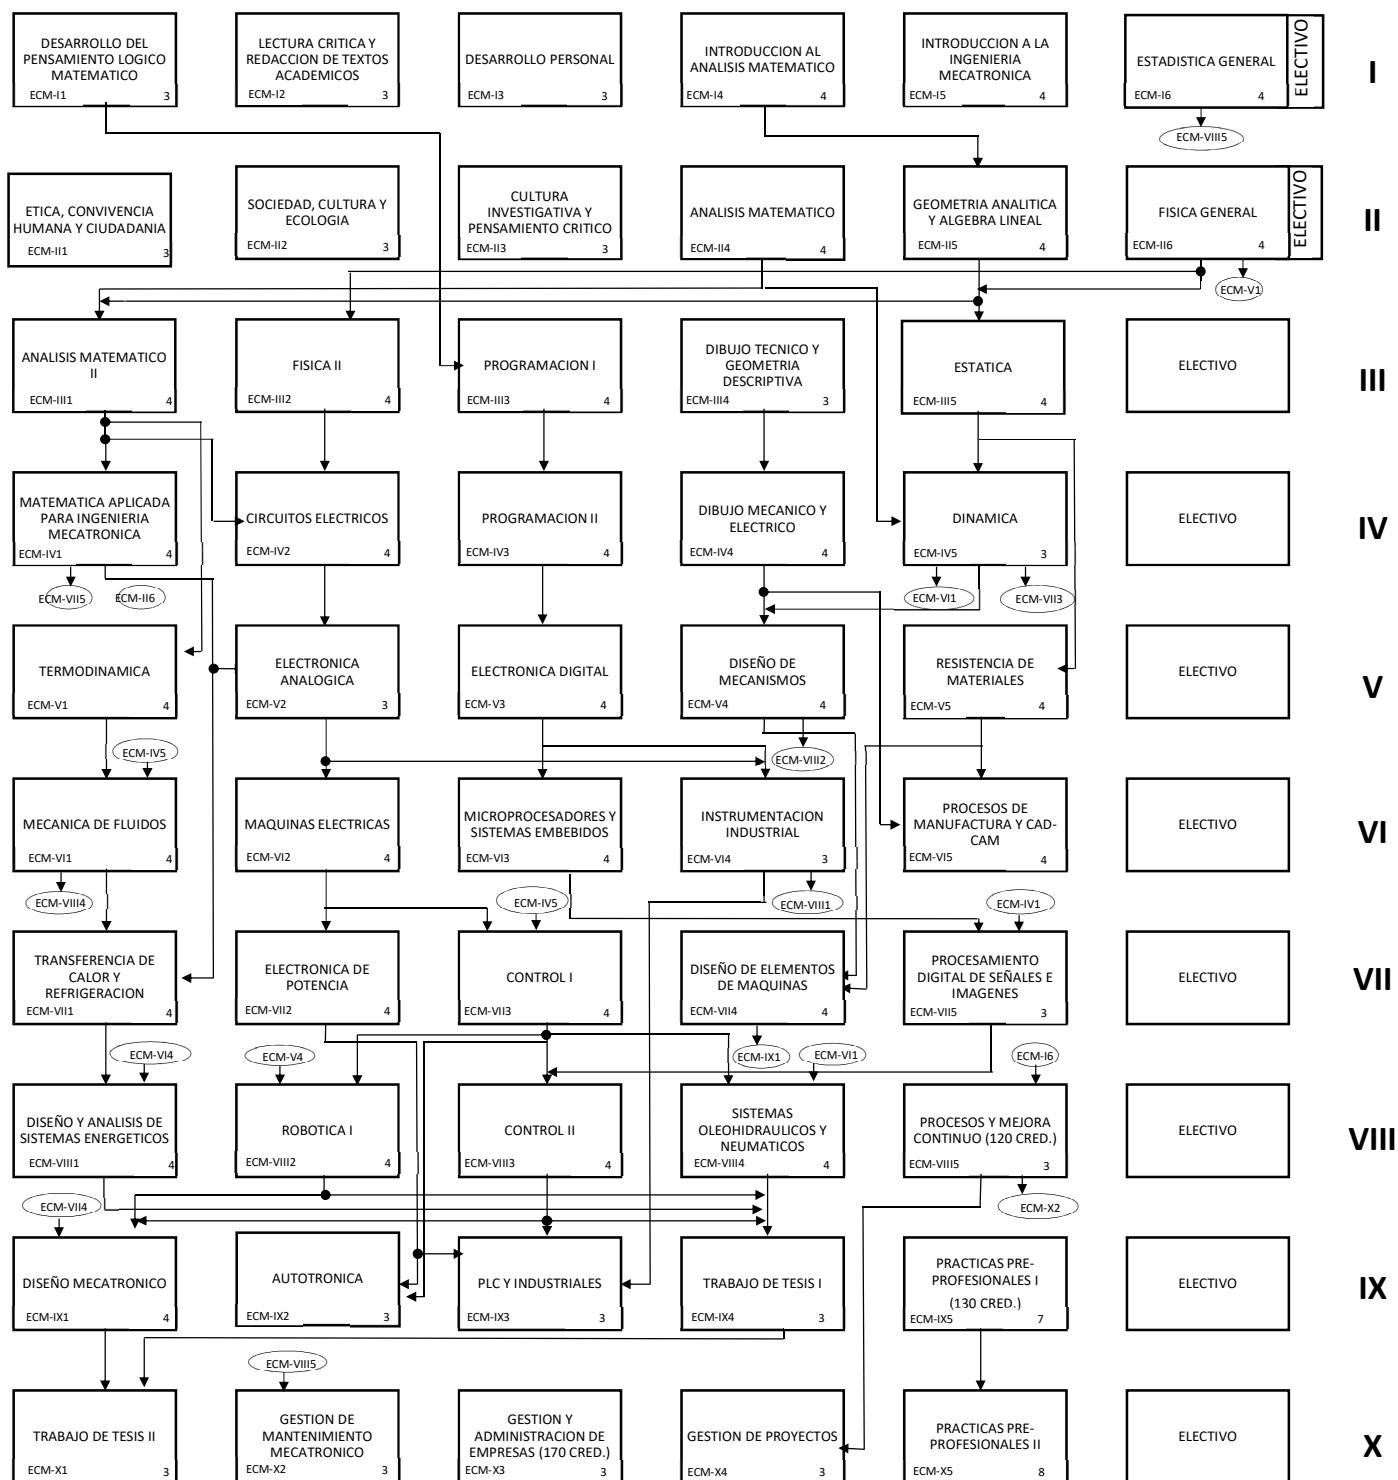 DESARROLLO DEL
PENSAMIENTO LOGICO
MATEMATICO
ECM-I1 3
LECTURA CRITICA Y
REDACCION DE TEXTOS
ACADEMICOS
ECM-I2 3
DESARROLLO PERSONAL
ECM-I3 3
INTRODUCCION AL
ANALISIS MATEMATICO
ECM-I4 4
INTRODUCCION A LA
INGENIERIA
MECATRONICA
ECM-I5 4
ESTADISTICA GENERAL
ECM-I6 4
ELECTIVO
I
ECM-VIII5
ETICA, CONVIVENCIA
HUMANA Y CIUDADANIA
ECM-II1 3
SOCIEDAD, CULTURA Y
ECOLOGIA
ECM-II2 3
CULTURA
INVESTIGATIVA Y
PENSAMIENTO CRITICO
ECM-II3 3
ANALISIS MATEMATICO
ECM-II4 4
GEOMETRIA ANALITICA
Y ALGEBRA LINEAL
ECM-II5 4
FISICA GENERAL
ECM-II6 4
ELECTIVO
II
ECM-V1
ANALISIS MATEMATICO
II
ECM-III1 4
FISICA II
ECM-III2 4
PROGRAMACION I
ECM-III3 4
DIBUJO TECNICO Y
GEOMETRIA
DESCRIPTIVA
ECM-III4 3
ESTATICA
ECM-III5 4
ELECTIVO
III
MATEMATICA APLICADA
PARA INGENIERIA
MECATRONICA
ECM-IV1 4
CIRCUITOS ELECTRICOS
ECM-IV2 4
PROGRAMACION II
ECM-IV3 4
DIBUJO MECANICO Y
ELECTRICO
ECM-IV4 4
DINAMICA
ECM-IV5 3
ELECTIVO
IV
ECM-VII5
ECM-II6
ECM-VI1
ECM-VII3
TERMODINAMICA
ECM-V1 4
ELECTRONICA
ANALOGICA
ECM-V2 3
ELECTRONICA DIGITAL
ECM-V3 4
DISEÑO DE
MECANISMOS
ECM-V4 4
RESISTENCIA DE
MATERIALES
ECM-V5 4
ELECTIVO
V
ECM-IV5
ECM-VIII2
MECANICA DE FLUIDOS
ECM-VI1 4
MAQUINAS ELECTRICAS
ECM-VI2 4
MICROPROCESADORES Y
SISTEMAS EMBEBIDOS
ECM-VI3 4
INSTRUMENTACION
INDUSTRIAL
ECM-VI4 3
PROCESOS DE
MANUFACTURA Y CAD-
CAM
ECM-VI5 4
ELECTIVO
VI
ECM-VIII4
ECM-IV5
ECM-VIII1
ECM-IV1
TRANSFERENCIA DE
CALOR Y
REFRIGERACION
ECM-VII1 4
ELECTRONICA DE
POTENCIA
ECM-VII2 4
CONTROL I
ECM-VII3 4
DISEÑO DE ELEMENTOS
DE MAQUINAS
ECM-VII4 4
PROCESAMIENTO
DIGITAL DE SEÑALES E
IMAGENES
ECM-VII5 3
ELECTIVO
VII
ECM-VI4
ECM-V4
ECM-IX1
ECM-VI1
ECM-I6
DISEÑO Y ANALISIS DE
SISTEMAS ENERGETICOS
ECM-VIII1 4
ROBOTICA I
ECM-VIII2 4
CONTROL II
ECM-VIII3 4
SISTEMAS
OLEOHIDRAULICOS Y
NEUMATICOS
ECM-VIII4 4
PROCESOS Y MEJORA
CONTINUO (120 CRED.)
ECM-VIII5 3
ELECTIVO
VIII
ECM-VII4
ECM-X2
DISEÑO MECATRONICO
ECM-IX1 4
AUTOTRONICA
ECM-IX2 3
PLC Y INDUSTRIALES
ECM-IX3 3
TRABAJO DE TESIS I
ECM-IX4 3
PRACTICAS PRE-
PROFESIONALES I
(130 CRED.)
ECM-IX5 7
ELECTIVO
IX
ECM-VIII5
TRABAJO DE TESIS II
ECM-X1 3
GESTION DE
MANTENIMIENTO
MECATRONICO
ECM-X2 3
GESTION Y
ADMINISTRACION DE
EMPRESAS (170 CRED.)
ECM-X3 3
GESTION DE PROYECTOS
ECM-X4 3
PRACTICAS PRE-
PROFESIONALES II
ECM-X5 8
ELECTIVO
X